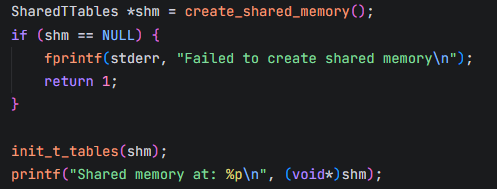 SharedTTables *shm = create_shared_memory();
if (shm == NULL) {
    fprintf(stderr, "Failed to create shared memory\n");
    return 1;
}

init_t_tables(shm);
printf("Shared memory at: %p\n", (void*)shm);